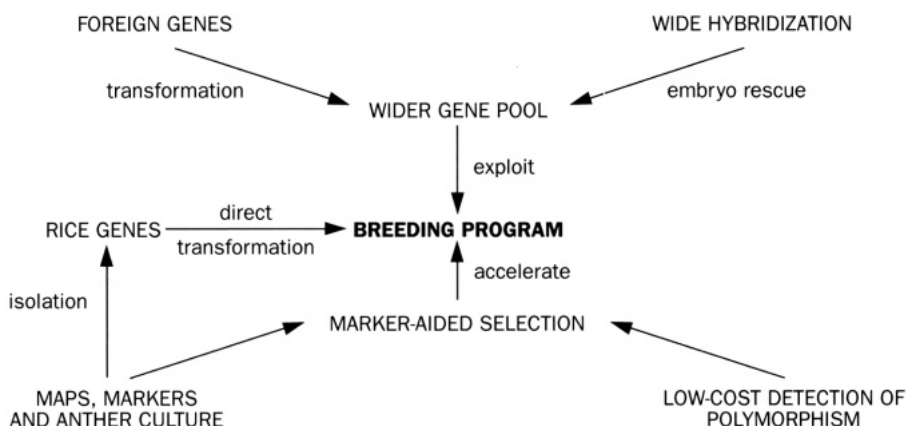 FOREIGN GENES
WIDE HYBRIDIZATION
transformation
embryo rescue
WIDER GENE POOL
exploit
direct
RICE GENES
BREEDING PROGRAM
transformation
accelerate
isolation
MARKER-AIDED SELECTION
MAPS, MARKERS
AND ANTHER CULTURE
LOW-COST DETECTION OF
POLYMORPHISM